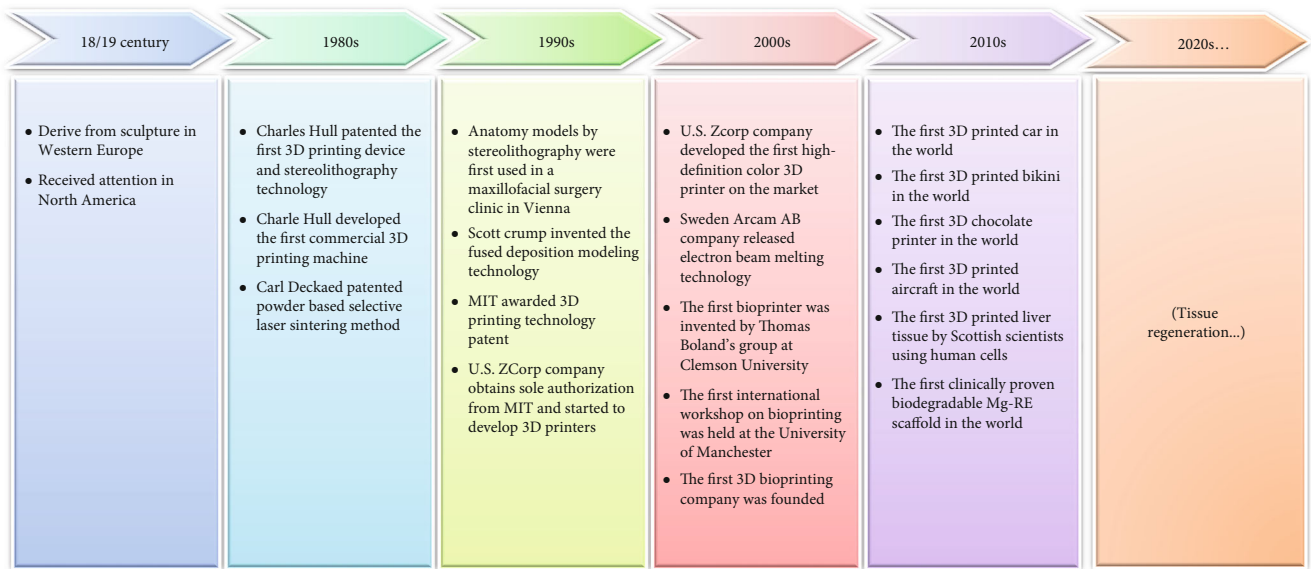 18/19 century
1980s
1990s
2000s
2010s
2020s...
• Derive from sculpture in
Western Europe
• Received attention in
North America
• Charles Hull patented the
first 3D printing device
and stereolithography
technology
• Charle Hull developed
the first commercial 3D
printing machine
• Carl Deckaed patented
powder based selective
laser sintering method
• Anatomy models by
stereolithography were
first used in a
maxillofacial surgery
clinic in Vienna
• Scott crump invented the
fused deposition modeling
technology
• MIT awarded 3D
printing technology
patent
• U.S. ZCorp company
obtains sole authorization
from MIT and started to
develop 3D printers
• U.S. Zcorp company
developed the first high-
definition color 3D
printer on the market
• Sweden Arcam AB
company released
electron beam melting
technology
• The first bioprinter was
invented by Thomas
Boland's group at
Clemson University
• The first international
workshop on bioprinting
was held at the University
of Manchester
• The first 3D bioprinting
company was founded
• The first 3D printed car in
the world
• The first 3D printed bikini
in the world
• The first 3D chocolate
printer in the world
• The first 3D printed
aircraft in the world
• The first 3D printed liver
tissue by Scottish scientists
using human cells
• The first clinically proven
biodegradable Mg-RE
scaffold in the world
(Tissue
regeneration...)